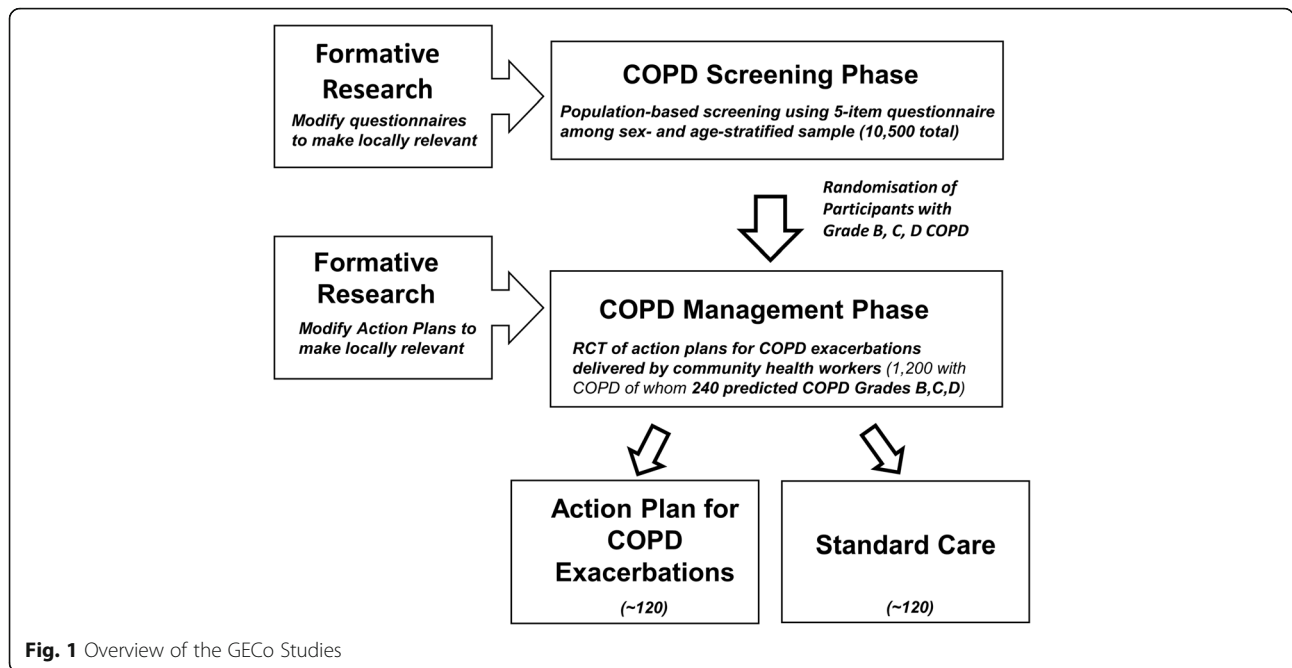 Formative
Research
Modify questionnaires
to make locally relevant
COPD Screening Phase
Population-based screening using 5-item questionnaire
among sex- and age-stratified sample (10,500 total)
Randomisation of
Participants with
Grade B, C, D COPD
Formative
Research
Modify Action Plans to
make locally relevant
COPD Management Phase
RCT of action plans for COPD exacerbations
delivered by community health workers (1,200 with
COPD of whom 240 predicted COPD Grades B,C,D)
Action Plan for
COPD
Exacerbations
(~120)
Standard Care
(~120)
Fig. 1 Overview of the GECo Studies